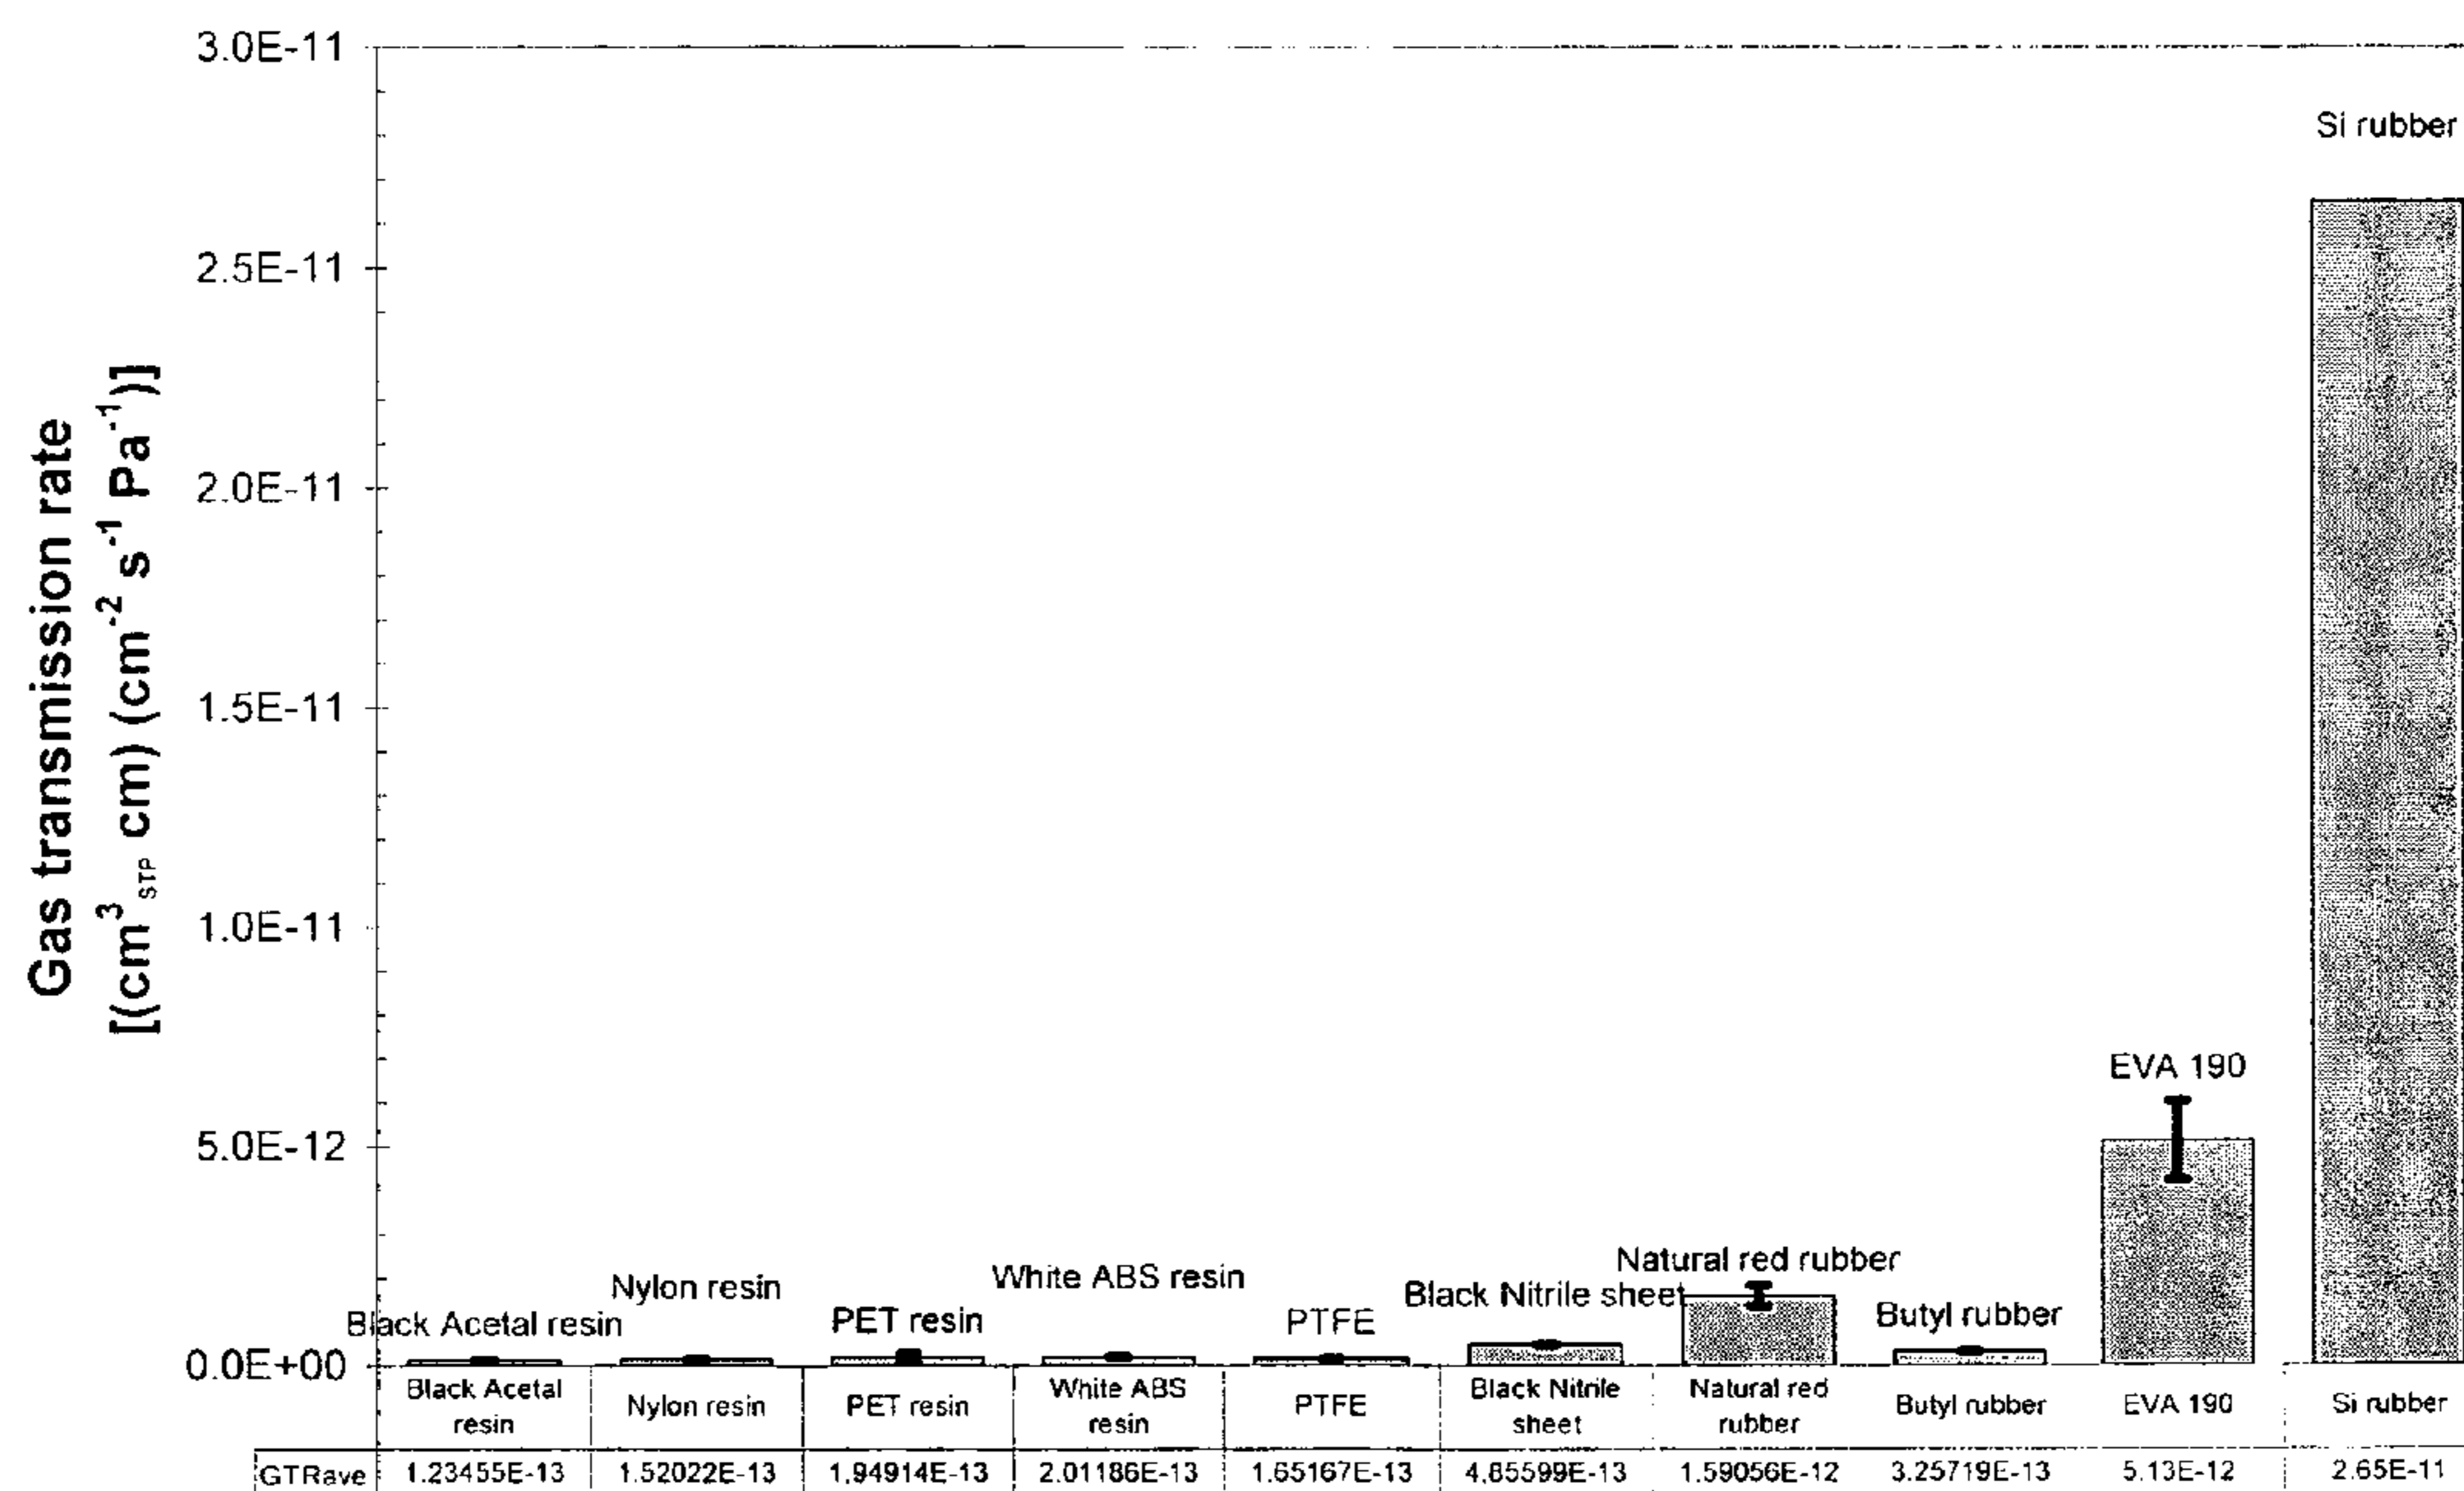 Gas transmission rate
[(cm³ STP cm) (cm⁻² s⁻¹ Pa⁻¹)]
3.0E-11
2.5E-11
2.0E-11
1.5E-11
1.0E-11
5.0E-12
0.0E+00
Si rubber
EVA 190
Natural red rubber
White ABS resin
Nylon resin
Black Nitrile sheet
Butyl rubber
Black Acetal resin
PET resin
PTFE
Black Acetal
resin
Nylon resin
PET resin
White ABS
resin
PTFE
Black Nitrile
sheet
Natural red
rubber
Butyl rubber
EVA 190
Si rubber
GTRave 1.23455E-13 1.52022E-13 1.94914E-13 2.01186E-13 1.65167E-13 4.85599E-13 1.59056E-12 3.25719E-13 5.13E-12 2.65E-11